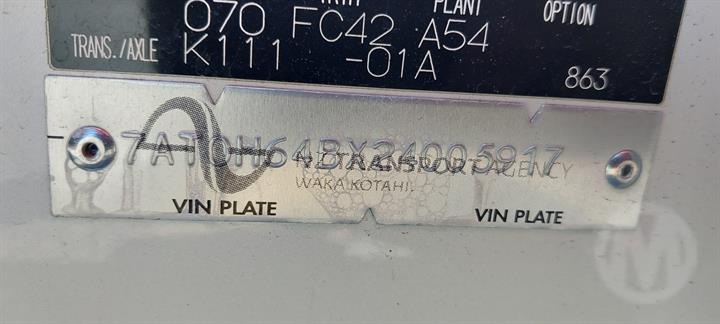 TRIM PLANT OPTION
070 FC42 A54
TRANS./AXLE K111 -01A 863
7AT0H64BX24005917
NZ TRANSPORT AGENCY
WAKA KOTAHI
VIN PLATE VIN PLATE
M